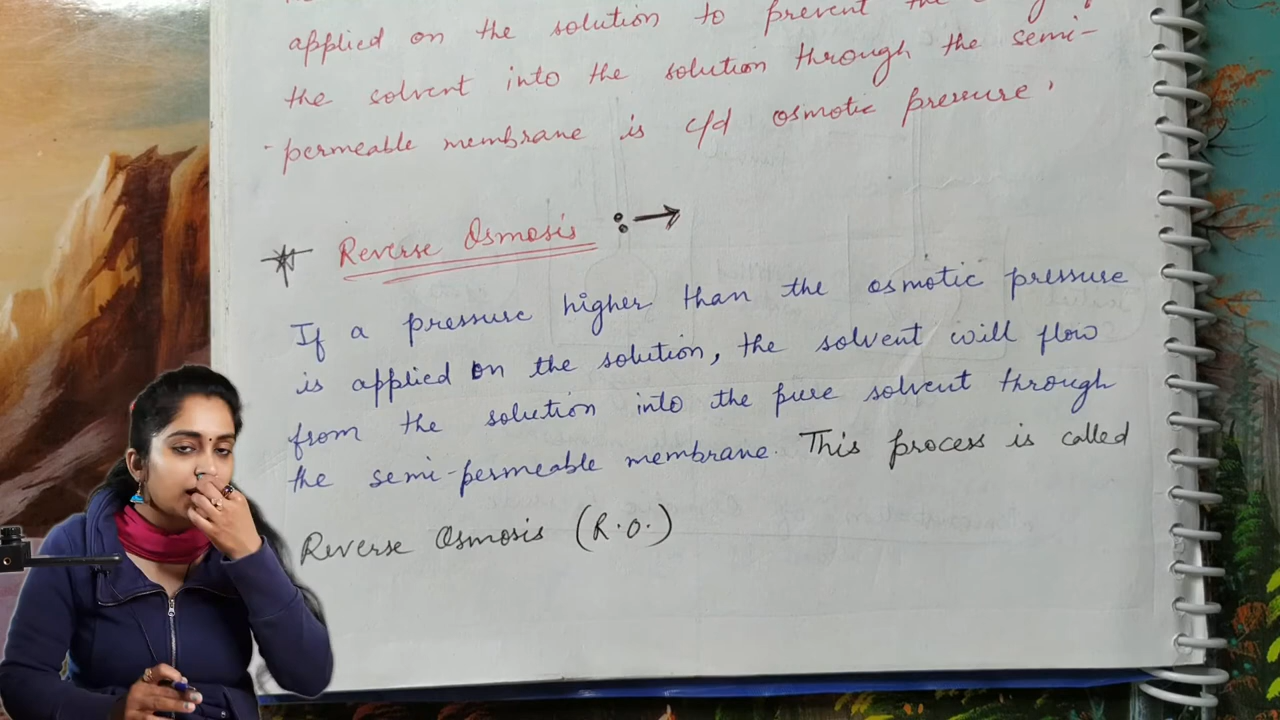 applied on the solution to prevent the
the solvent into the solution through the semi-
permeable membrane is c/d osmotic pressure'
* Reverse Osmosis :→
If a pressure higher than the osmotic pressure
is applied on the solution, the solvent will flow
from the solution into the pure solvent through
the semi-permeable membrane. This process is called
Reverse Osmosis (R.O.)